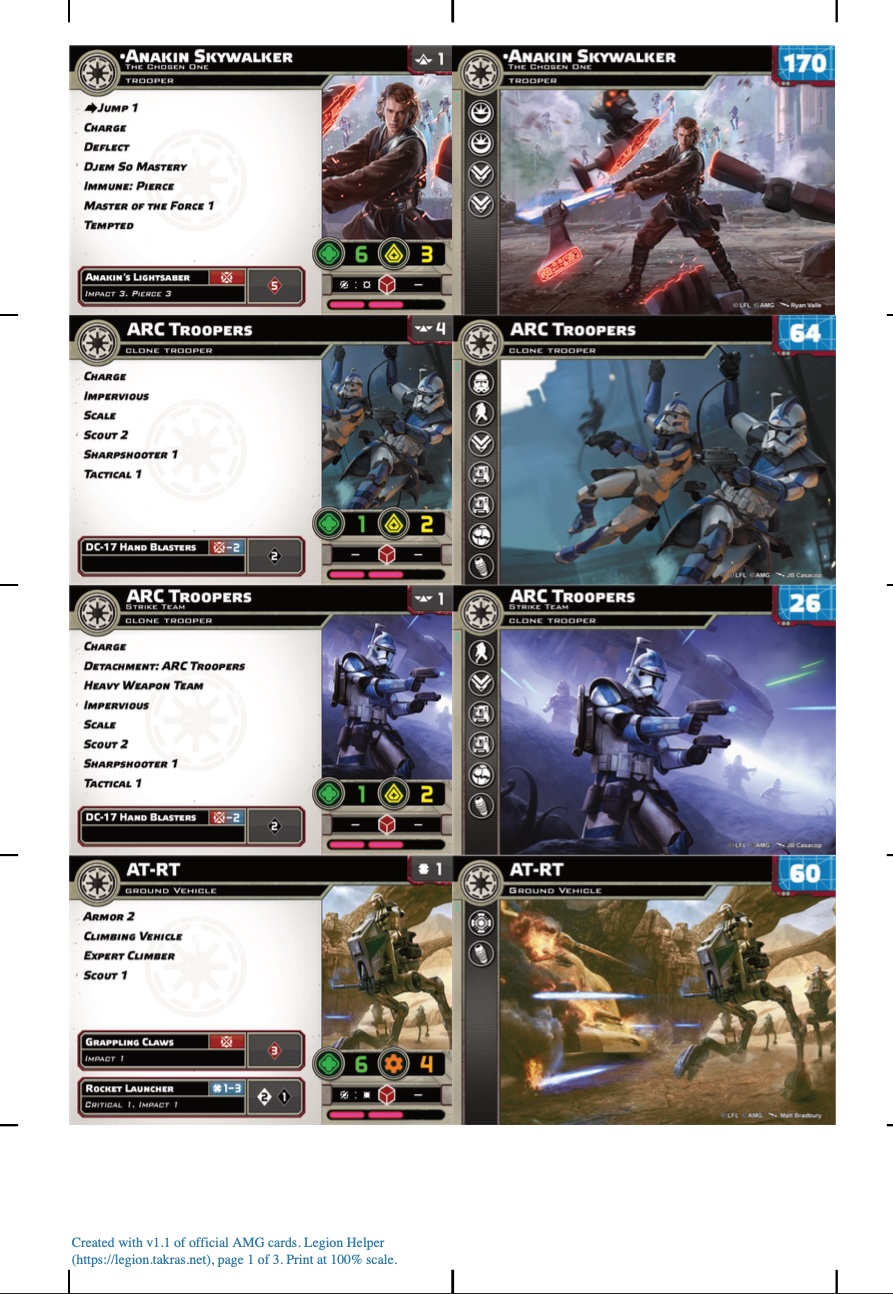 •Anakin Skywalker
The Chosen One
1
Trooper
Jump 1
Charge
Deflect
Djem So Mastery
Immune: Pierce
Master of the Force 1
Tempted
6 3
Anakin's Lightsaber
Impact 3, Pierce 3
5
: –
•Anakin Skywalker
The Chosen One
170
Trooper
© LFL © AMG Ryan Valle
ARC Troopers
4
Clone Trooper
Charge
Impervious
Scale
Scout 2
Sharpshooter 1
Tactical 1
1 2
DC-17 Hand Blasters
-2
2
– –
ARC Troopers
64
Clone Trooper
© LFL © AMG JB Casacop
ARC Troopers
Strike Team
1
Clone Trooper
Charge
Detachment: ARC Troopers
Heavy Weapon Team
Impervious
Scale
Scout 2
Sharpshooter 1
Tactical 1
1 2
DC-17 Hand Blasters
-2
2
– –
ARC Troopers
Strike Team
26
Clone Trooper
© LFL © AMG JB Casacop
AT-RT
1
Ground Vehicle
Armor 2
Climbing Vehicle
Expert Climber
Scout 1
Grappling Claws
Impact 1
3
6 4
Rocket Launcher
1-3
Critical 1, Impact 1
2 1
: –
AT-RT
60
Ground Vehicle
© LFL © AMG Matt Bradbury
Created with v1.1 of official AMG cards. Legion Helper
(https://legion.takras.net), page 1 of 3. Print at 100% scale.